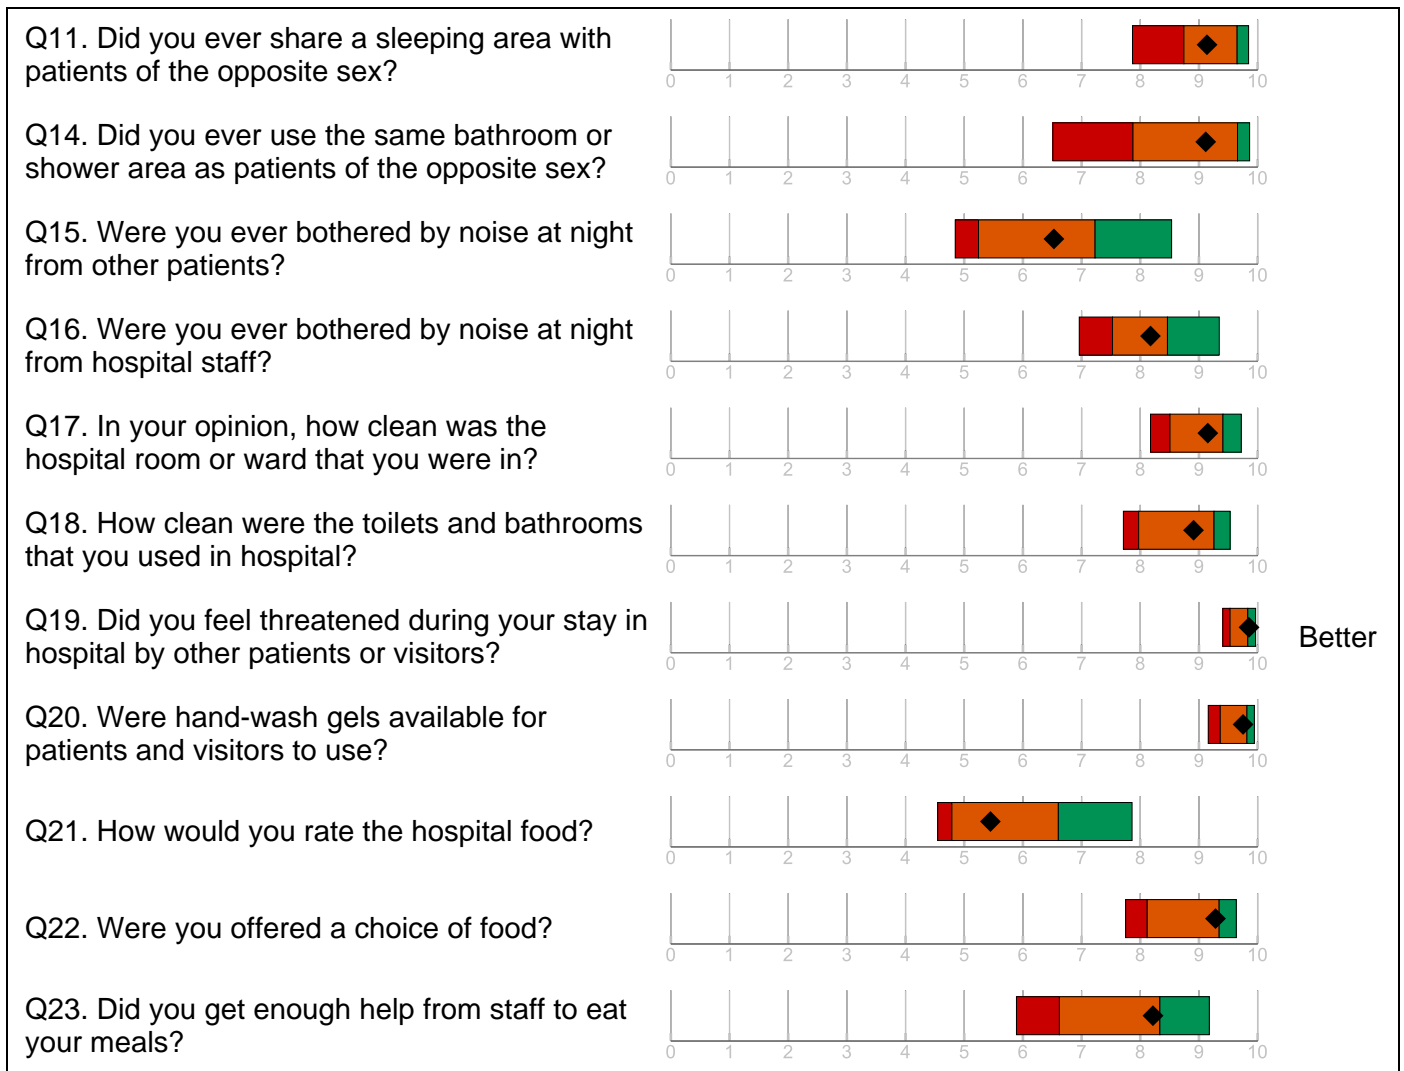 Q11. Did you ever share a sleeping area with
patients of the opposite sex?
0 1 2 3 4 5 6 7 8 9 10
Q14. Did you ever use the same bathroom or
shower area as patients of the opposite sex?
0 1 2 3 4 5 6 7 8 9 10
Q15. Were you ever bothered by noise at night
from other patients?
0 1 2 3 4 5 6 7 8 9 10
Q16. Were you ever bothered by noise at night
from hospital staff?
0 1 2 3 4 5 6 7 8 9 10
Q17. In your opinion, how clean was the
hospital room or ward that you were in?
0 1 2 3 4 5 6 7 8 9 10
Q18. How clean were the toilets and bathrooms
that you used in hospital?
0 1 2 3 4 5 6 7 8 9 10
Q19. Did you feel threatened during your stay in
hospital by other patients or visitors?
0 1 2 3 4 5 6 7 8 9 10
Better
Q20. Were hand-wash gels available for
patients and visitors to use?
0 1 2 3 4 5 6 7 8 9 10
Q21. How would you rate the hospital food?
0 1 2 3 4 5 6 7 8 9 10
Q22. Were you offered a choice of food?
0 1 2 3 4 5 6 7 8 9 10
Q23. Did you get enough help from staff to eat
your meals?
0 1 2 3 4 5 6 7 8 9 10